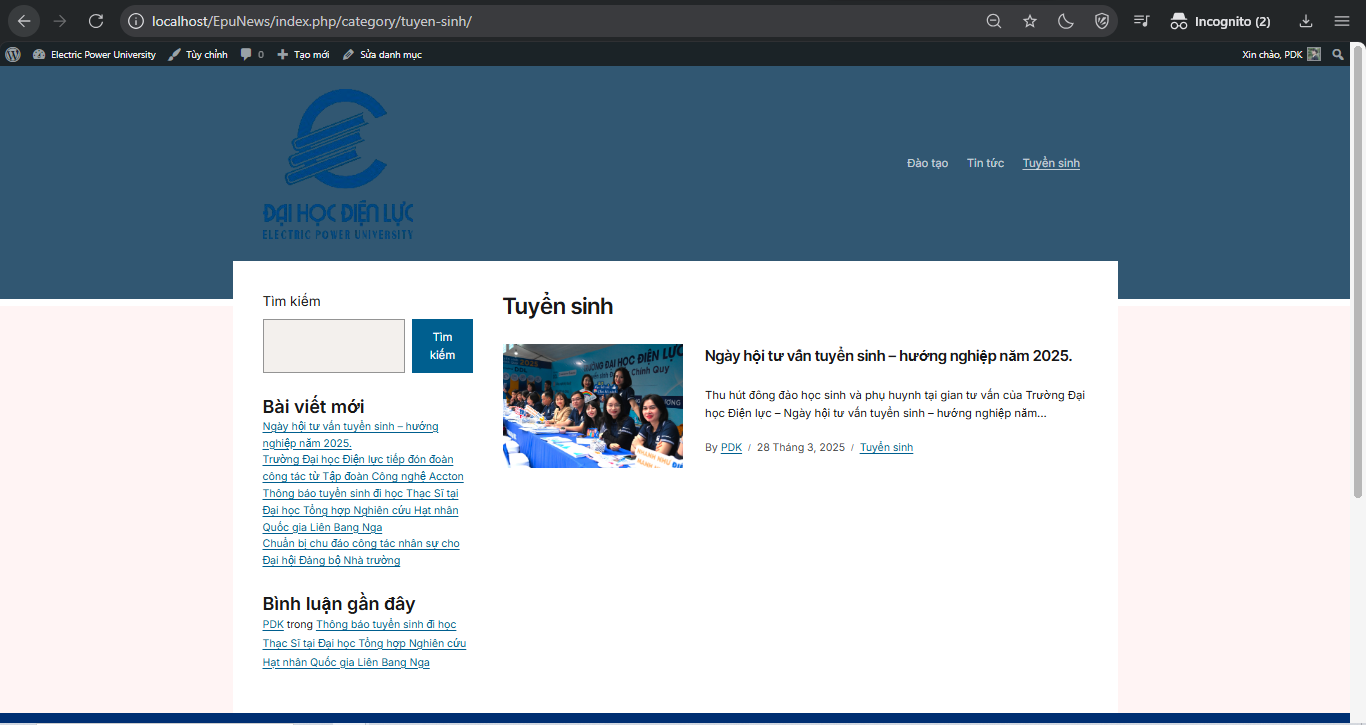 localhost/EpuNews/index.php/category/tuyen-sinh/
Incognito (2)
Electric Power University
Tùy chỉnh
0
Tạo mới
Sửa danh mục
Xin chào, PDK
ĐẠI HỌC ĐIỆN LỰC
ELECTRIC POWER UNIVERSITY
Đào tạo
Tin tức
Tuyển sinh
Tìm kiếm
Tìm
kiếm
Bài viết mới
Ngày hội tư vấn tuyển sinh – hướng
nghiệp năm 2025.
Trường Đại học Điện lực tiếp đón đoàn
công tác từ Tập đoàn Công nghệ Accton
Thông báo tuyển sinh đi học Thạc Sĩ tại
Đại học Tổng hợp Nghiên cứu Hạt nhân
Quốc gia Liên Bang Nga
Chuẩn bị chu đáo công tác nhân sự cho
Đại hội Đảng bộ Nhà trường
Bình luận gần đây
PDK trong Thông báo tuyển sinh đi học
Thạc Sĩ tại Đại học Tổng hợp Nghiên cứu
Hạt nhân Quốc gia Liên Bang Nga
Tuyển sinh
ĐẠI HỌC ĐIỆN LỰC
Chính Quy
Ngày hội tư vấn tuyển sinh – hướng nghiệp năm 2025.
Thu hút đông đảo học sinh và phụ huynh tại gian tư vấn của Trường Đại
học Điện lực – Ngày hội tư vấn tuyển sinh – hướng nghiệp năm…
By PDK / 28 Tháng 3, 2025 / Tuyển sinh